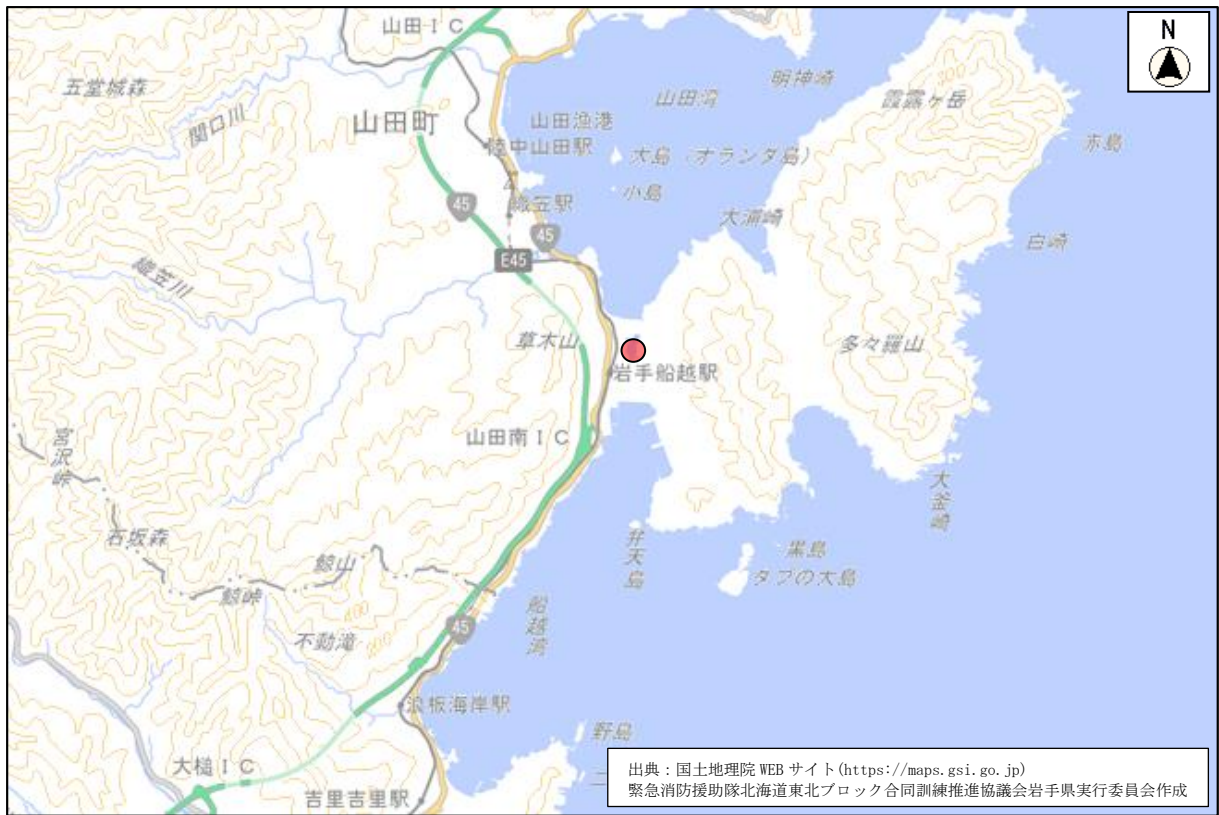 山田IC
N
五堂城森
関口川
山田町
山田漁港
陸中山田駅
山田湾
明神崎
霞露ヶ岳
200
赤島
大島（オランダ島）
小島
織笠駅
大浦崎
白崎
45
45
E45
織笠川
草木山
岩手船越駅
多々羅山
山田南IC
宮沢峠
石坂森
鯨山
鯨峠
400
200
不動滝
45
船越湾
弁天島
黒島
タブの大島
大釜崎
浪板海岸駅
野島
大槌IC
吉里吉里駅
二
出典：国土地理院WEBサイト(https://maps.gsi.go.jp)
緊急消防援助隊北海道東北ブロック合同訓練推進協議会岩手県実行委員会作成